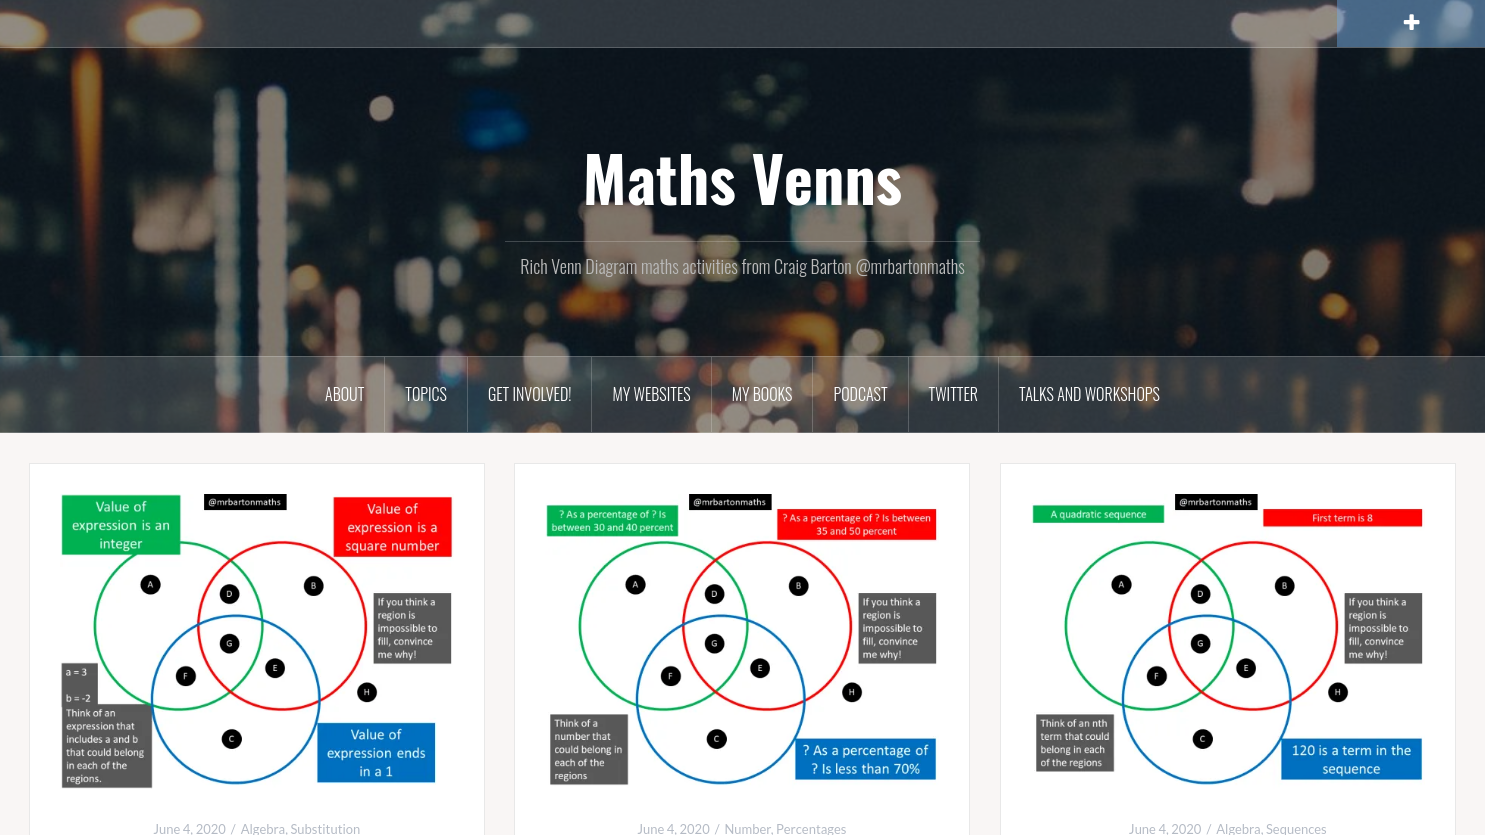 Maths Venns
Rich Venn Diagram maths activities from Craig Barton @mrbartonmaths
ABOUT
TOPICS
GET INVOLVED!
MY WEBSITES
MY BOOKS
PODCAST
TWITTER
TALKS AND WORKSHOPS
Value of
expression is an
integer
@mrbartonmaths
Value of
expression is a
square number
A
D
B
If you think a
region is
impossible to
fill, convince
me why!
G
F
E
a = 3
b = -2
H
Think of an
expression that
includes a and b
that could belong
in each of the
regions.
C
Value of
expression ends
in a 1
June 4, 2020 / Algebra, Substitution
? As a percentage of ? Is
between 30 and 40 percent
@mrbartonmaths
? As a percentage of ? Is between
35 and 50 percent
A
D
B
If you think a
region is
impossible to
fill, convince
me why!
G
F
E
H
Think of a
number that
could belong in
each of the
regions
C
? As a percentage of
? Is less than 70%
June 4, 2020 / Number, Percentages
A quadratic sequence
@mrbartonmaths
First term is 8
A
D
B
If you think a
region is
impossible to
fill, convince
me why!
G
F
E
H
Think of an nth
term that could
belong in each
of the regions
C
120 is a term in the
sequence
June 4, 2020 / Algebra, Sequences